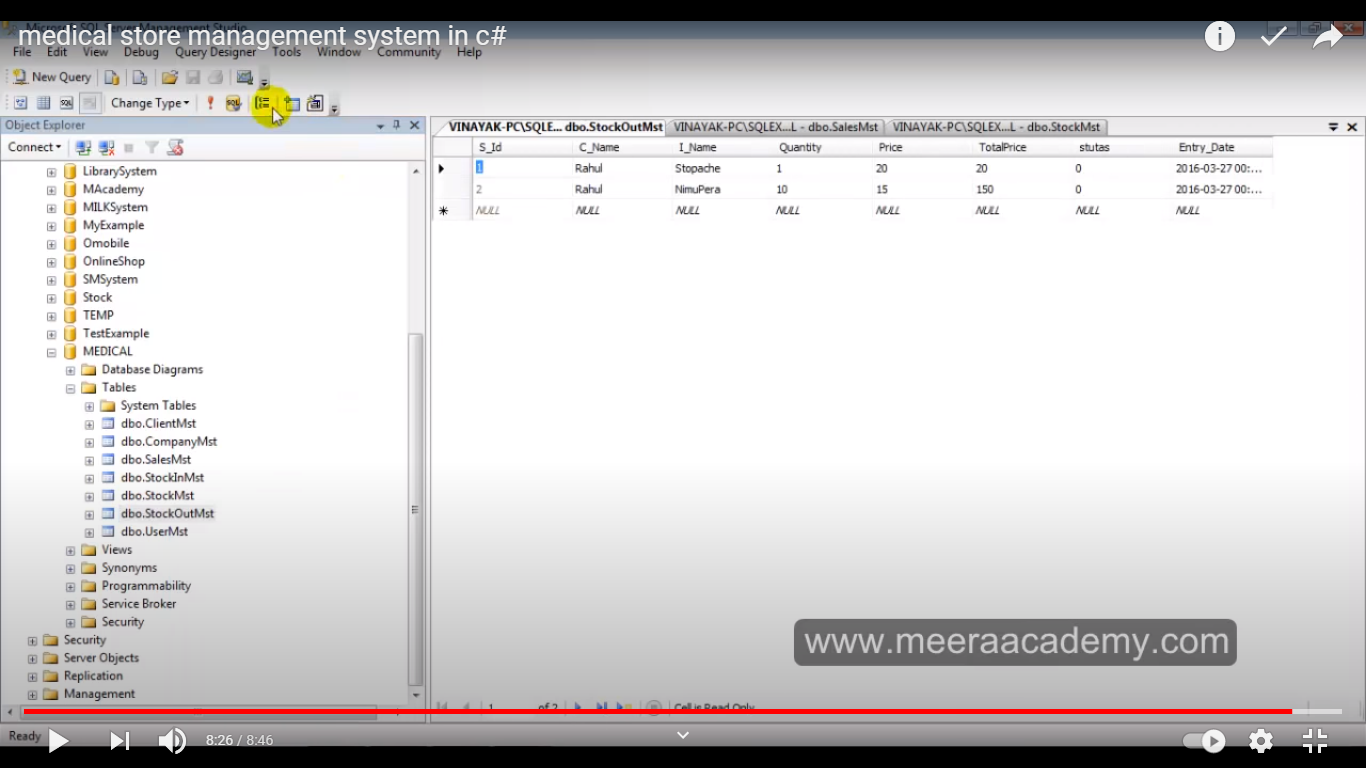 Microsoft SQL Server Management Studio
medical store management system in c#
File Edit View Debug Query Designer Tools Window Community Help
New Query
Change Type
Object Explorer
Connect
LibrarySystem
MAcademy
MILKSystem
MyExample
Omobile
OnlineShop
SMSystem
Stock
TEMP
TestExample
MEDICAL
Database Diagrams
Tables
System Tables
dbo.ClientMst
dbo.CompanyMst
dbo.SalesMst
dbo.StockInMst
dbo.StockMst
dbo.StockOutMst
dbo.UserMst
Views
Synonyms
Programmability
Service Broker
Security
Security
Server Objects
Replication
Management
VINAYAK-PC\SQLE... dbo.StockOutMst VINAYAK-PC\SQLEX...L - dbo.SalesMst VINAYAK-PC\SQLEX...L - dbo.StockMst
S_Id C_Name I_Name Quantity Price TotalPrice stutas Entry_Date
1 Rahul Stopache 1 20 20 0 2016-03-27 00:...
2 Rahul NimuPera 10 15 150 0 2016-03-27 00:...
NULL NULL NULL NULL NULL NULL NULL NULL
www.meeraacademy.com
1 of 2 Cell is Read Only.
Ready
8:26 / 8:46